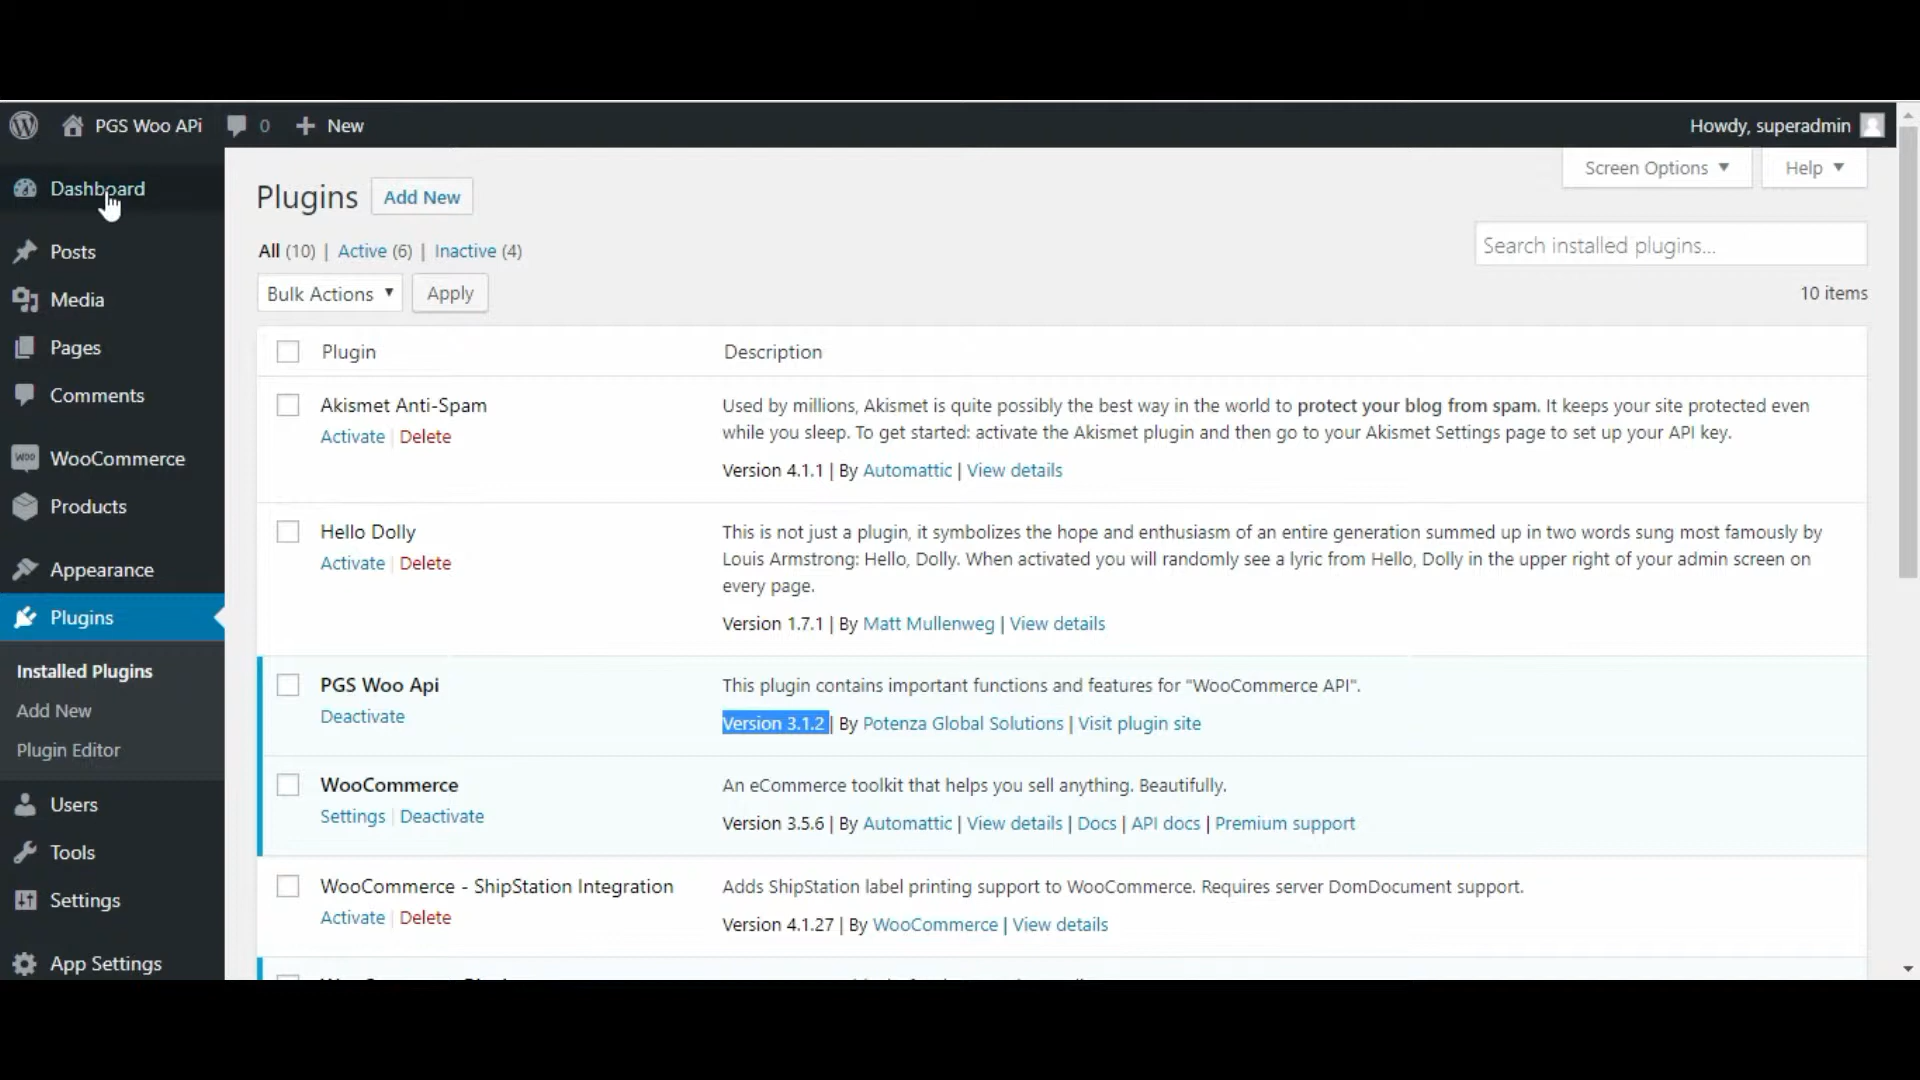 PGS Woo APi 0 + New Howdy, superadmin
Dashboard
Posts
Media
Pages
Comments
WOO WooCommerce
Products
Appearance
Plugins
Installed Plugins
Add New
Plugin Editor
Users
Tools
Settings
App Settings
Screen Options ▼ Help ▼
Plugins Add New
All (10) | Active (6) | Inactive (4)
Search installed plugins...
Bulk Actions ▼ Apply
10 items
Plugin Description
Akismet Anti-Spam
Activate | Delete
Used by millions, Akismet is quite possibly the best way in the world to protect your blog from spam. It keeps your site protected even
while you sleep. To get started: activate the Akismet plugin and then go to your Akismet Settings page to set up your API key.
Version 4.1.1 | By Automattic | View details
Hello Dolly
Activate | Delete
This is not just a plugin, it symbolizes the hope and enthusiasm of an entire generation summed up in two words sung most famously by
Louis Armstrong: Hello, Dolly. When activated you will randomly see a lyric from Hello, Dolly in the upper right of your admin screen on
every page.
Version 1.7.1 | By Matt Mullenweg | View details
PGS Woo Api
Deactivate
This plugin contains important functions and features for "WooCommerce API".
Version 3.1.2 | By Potenza Global Solutions | Visit plugin site
WooCommerce
Settings | Deactivate
An eCommerce toolkit that helps you sell anything. Beautifully.
Version 3.5.6 | By Automattic | View details | Docs | API docs | Premium support
WooCommerce - ShipStation Integration
Activate | Delete
Adds ShipStation label printing support to WooCommerce. Requires server DomDocument support.
Version 4.1.27 | By WooCommerce | View details